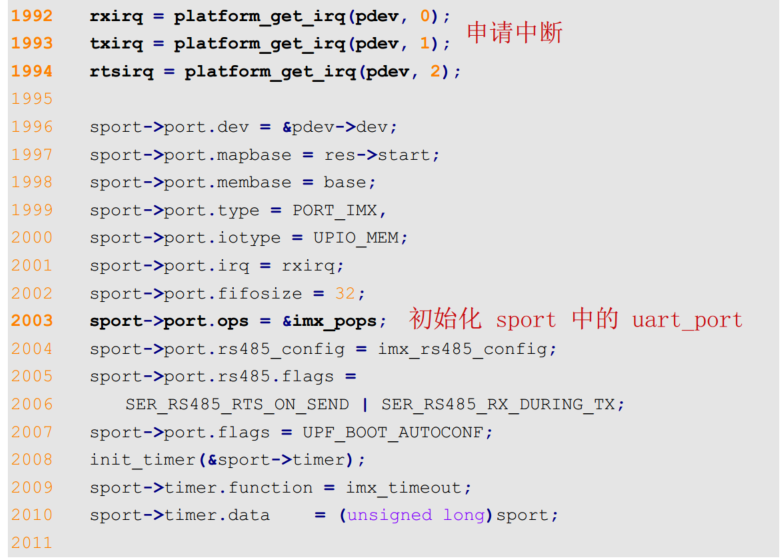 1992 rxirq = platform_get_irq(pdev, 0);
1993 txirq = platform_get_irq(pdev, 1); 申请中断
1994 rtsirq = platform_get_irq(pdev, 2);
1995
1996 sport->port.dev = &pdev->dev;
1997 sport->port.mapbase = res->start;
1998 sport->port.membase = base;
1999 sport->port.type = PORT_IMX,
2000 sport->port.iotype = UPIO_MEM;
2001 sport->port.irq = rxirq;
2002 sport->port.fifosize = 32;
2003 sport->port.ops = &imx_pops; 初始化 sport 中的 uart_port
2004 sport->port.rs485_config = imx_rs485_config;
2005 sport->port.rs485.flags =
2006 SER_RS485_RTS_ON_SEND | SER_RS485_RX_DURING_TX;
2007 sport->port.flags = UPF_BOOT_AUTOCONF;
2008 init_timer(&sport->timer);
2009 sport->timer.function = imx_timeout;
2010 sport->timer.data = (unsigned long)sport;
2011